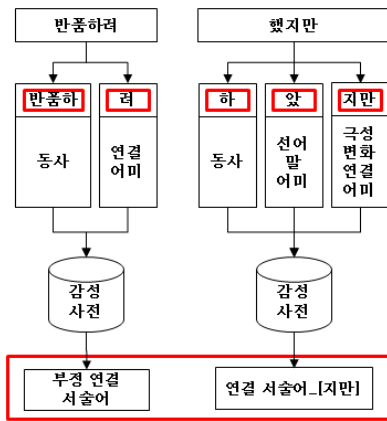 반품하려
했지만
반품하
려
하
았
지만
동사
연결
어미
동사
선어
말
어미
극성
변화
연결
어미
감성
사전
감성
사전
부정 연결
서술어
연결 서술어_[지만]